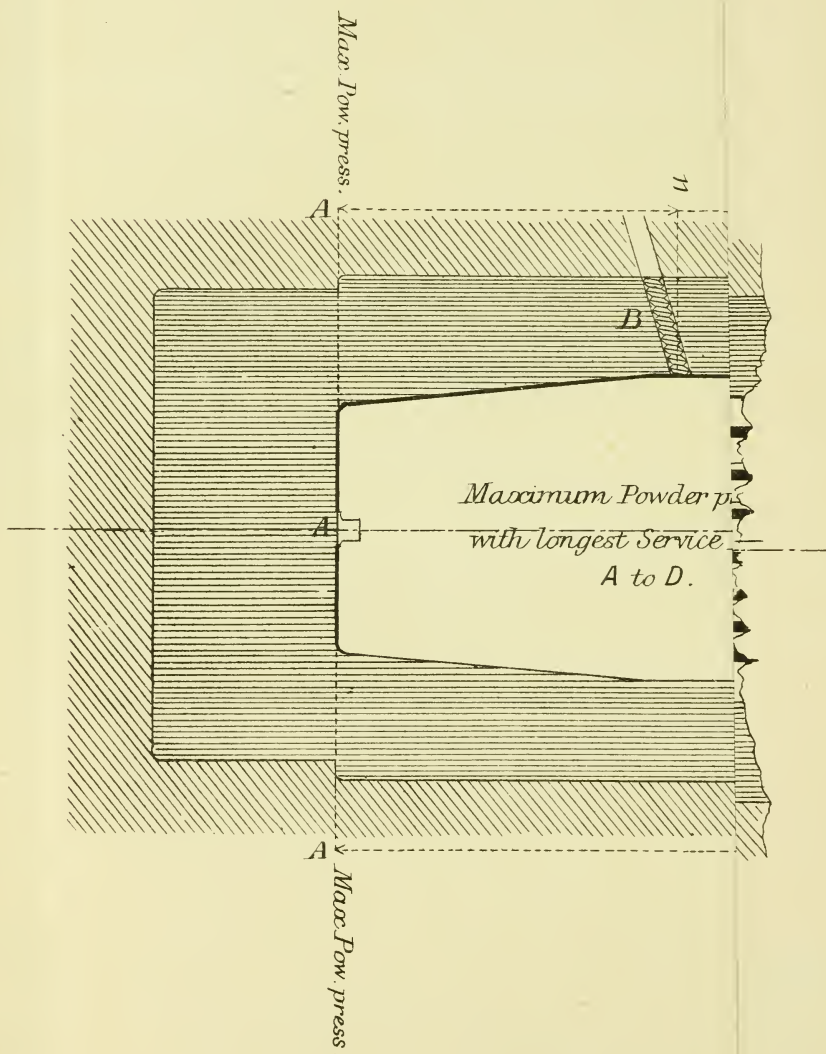 Max. Pow. press.
A
n
B
A
Maximum Powder p
with longest Service
A to D.
A
Max. Pow. press